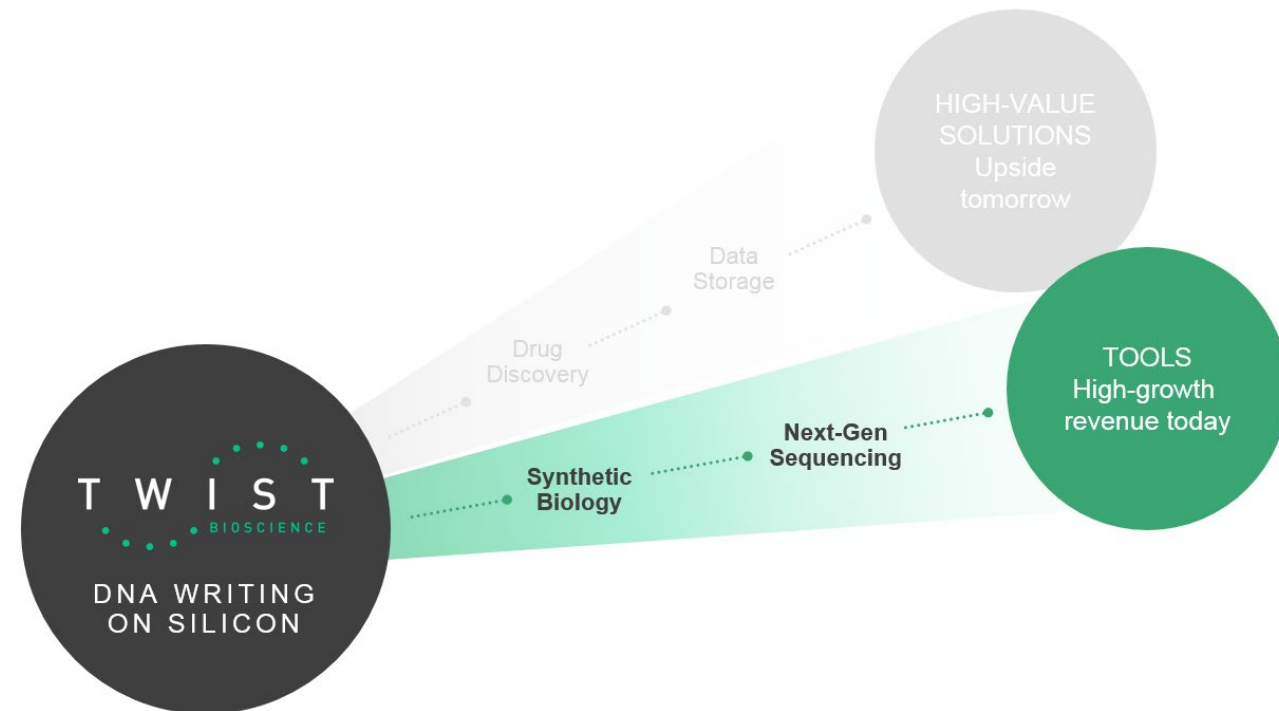 HIGH-VALUE
SOLUTIONS
Upside
tomorrow
Data
Storage
Drug
Discovery
TOOLS
High-growth
revenue today
Next-Gen
Sequencing
Synthetic
Biology
TWIST
BIOSCIENCE
DNA WRITING
ON SILICON